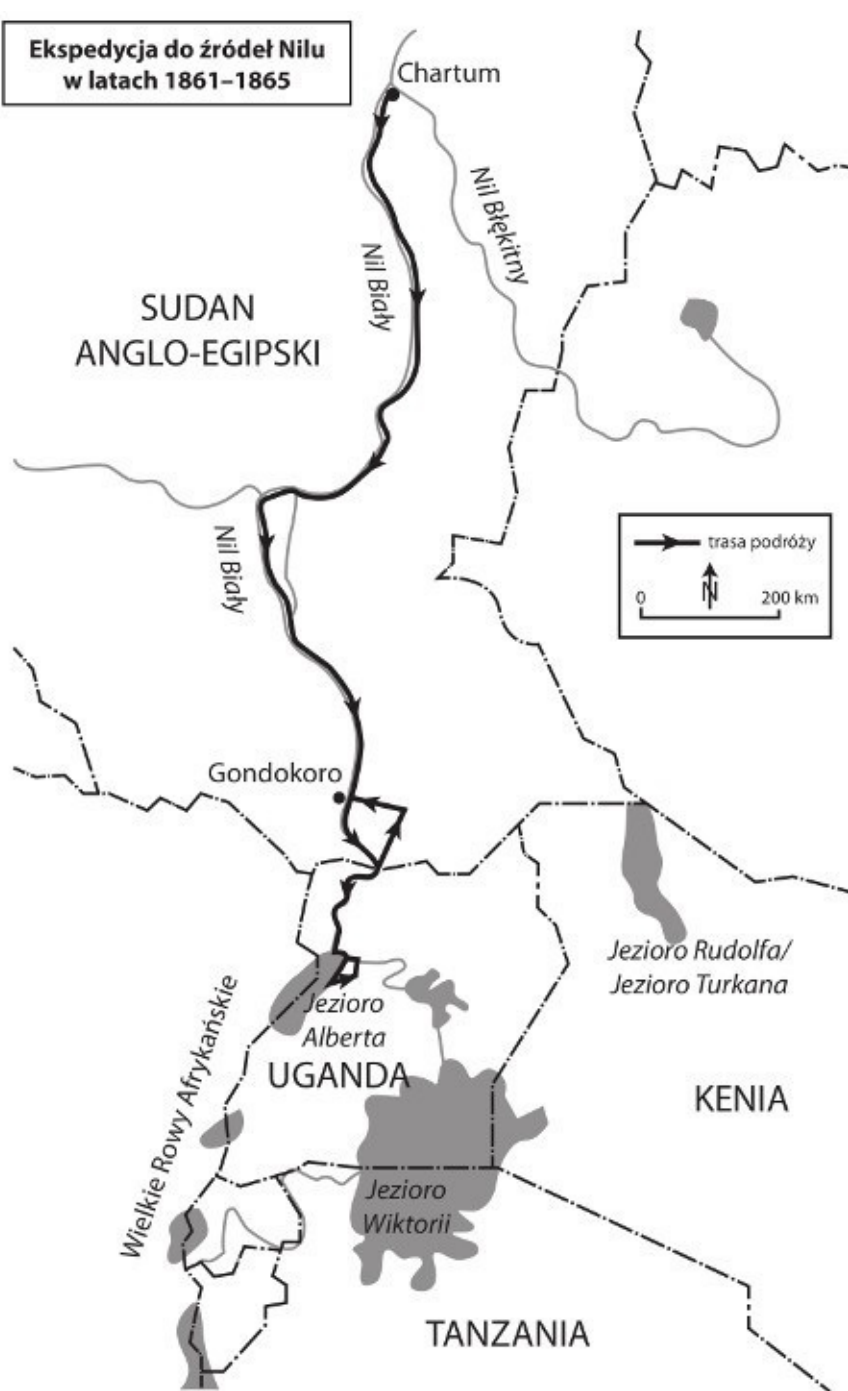 Ekspedycja do źródeł Nilu
w latach 1861–1865
Chartum
Nil Błękitny
Nil Biały
SUDAN
ANGLO-EGIPSKI
trasa podróży
N
0 200 km
Nil Biały
Gondokoro
Jezioro Rudolfa/
Jezioro Turkana
Jezioro
Alberta
UGANDA
KENIA
Wielkie Rowy Afrykańskie
Jezioro
Wiktorii
TANZANIA